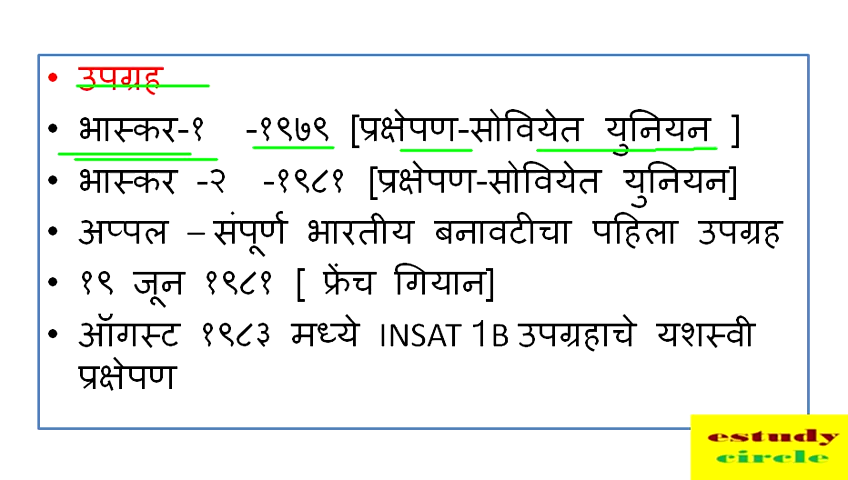 • उपग्रह
• भास्कर-१ -१९७९ [प्रक्षेपण-सोवियेत युनियन ]
• भास्कर -२ -१९८१ [प्रक्षेपण-सोवियेत युनियन]
• अप्पल – संपूर्ण भारतीय बनावटीचा पहिला उपग्रह
• १९ जून १९८१ [ फ्रेंच गियान]
• ऑगस्ट १९८३ मध्ये INSAT 1B उपग्रहाचे यशस्वी
प्रक्षेपण
estudy
circle